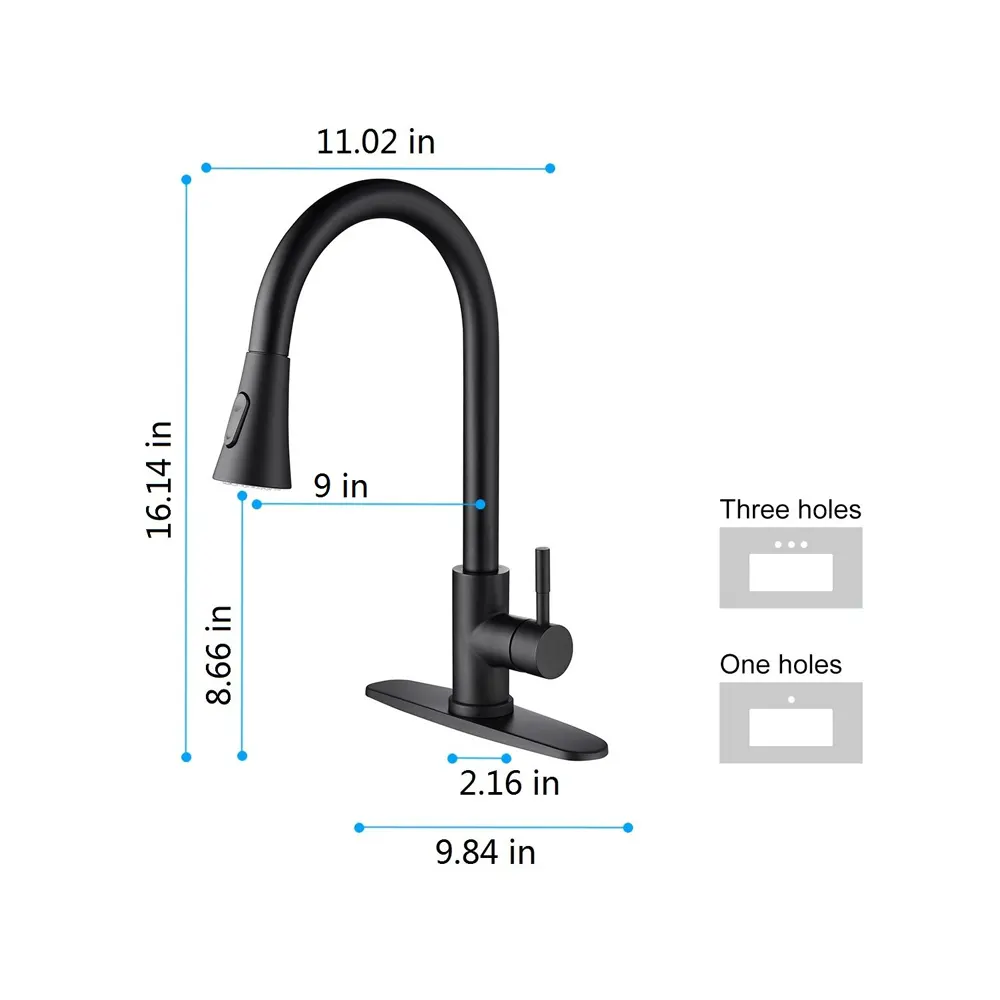 11.02 in
16.14 in
9 in
8.66 in
2.16 in
9.84 in
Three holes
One holes